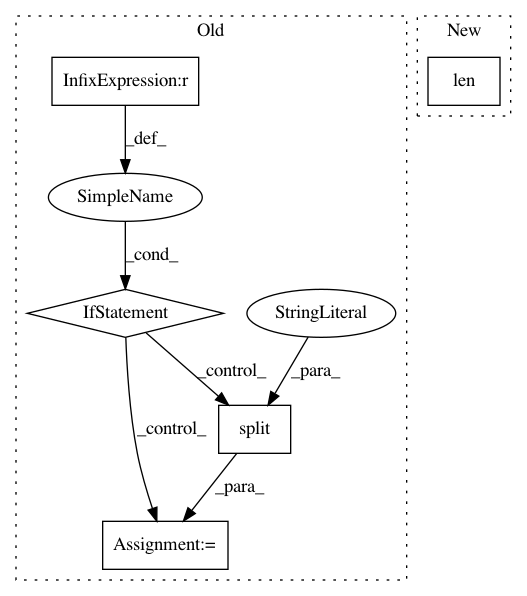 Old
New
InfixExpression:r
len
_def_
SimpleName
_cond_
IfStatement
StringLiteral
_control_
_para_
_control_
split
_para_
Assignment:=